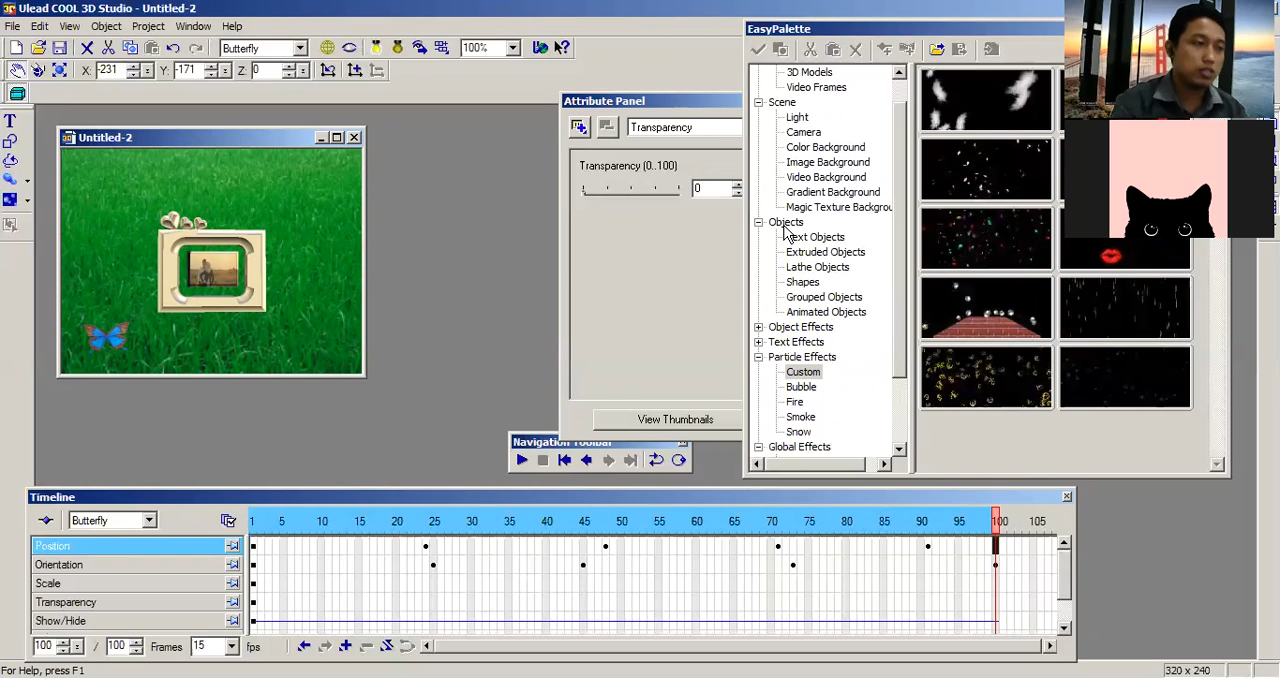 Ulead COOL 3D Studio - Untitled-2
File Edit View Object Project Window Help
Butterfly 100%
X: -231 Y: -171 Z: 0
Untitled-2
Attribute Panel
Transparency
Transparency (0..100)
0
View Thumbnails
EasyPalette
3D Models
Video Frames
Scene
Light
Camera
Color Background
Image Background
Video Background
Gradient Background
Magic Texture Backgrou
Objects
Text Objects
Extruded Objects
Lathe Objects
Shapes
Grouped Objects
Animated Objects
Object Effects
Text Effects
Particle Effects
Custom
Bubble
Fire
Smoke
Snow
Global Effects
Navigation Toolbar
Timeline
Butterfly
1 5 10 15 20 25 30 35 40 45 50 55 60 65 70 75 80 85 90 95 100 105
Position
Orientation
Scale
Transparency
Show/Hide
100 / 100 Frames 15 fps
For Help, press F1
320 x 240